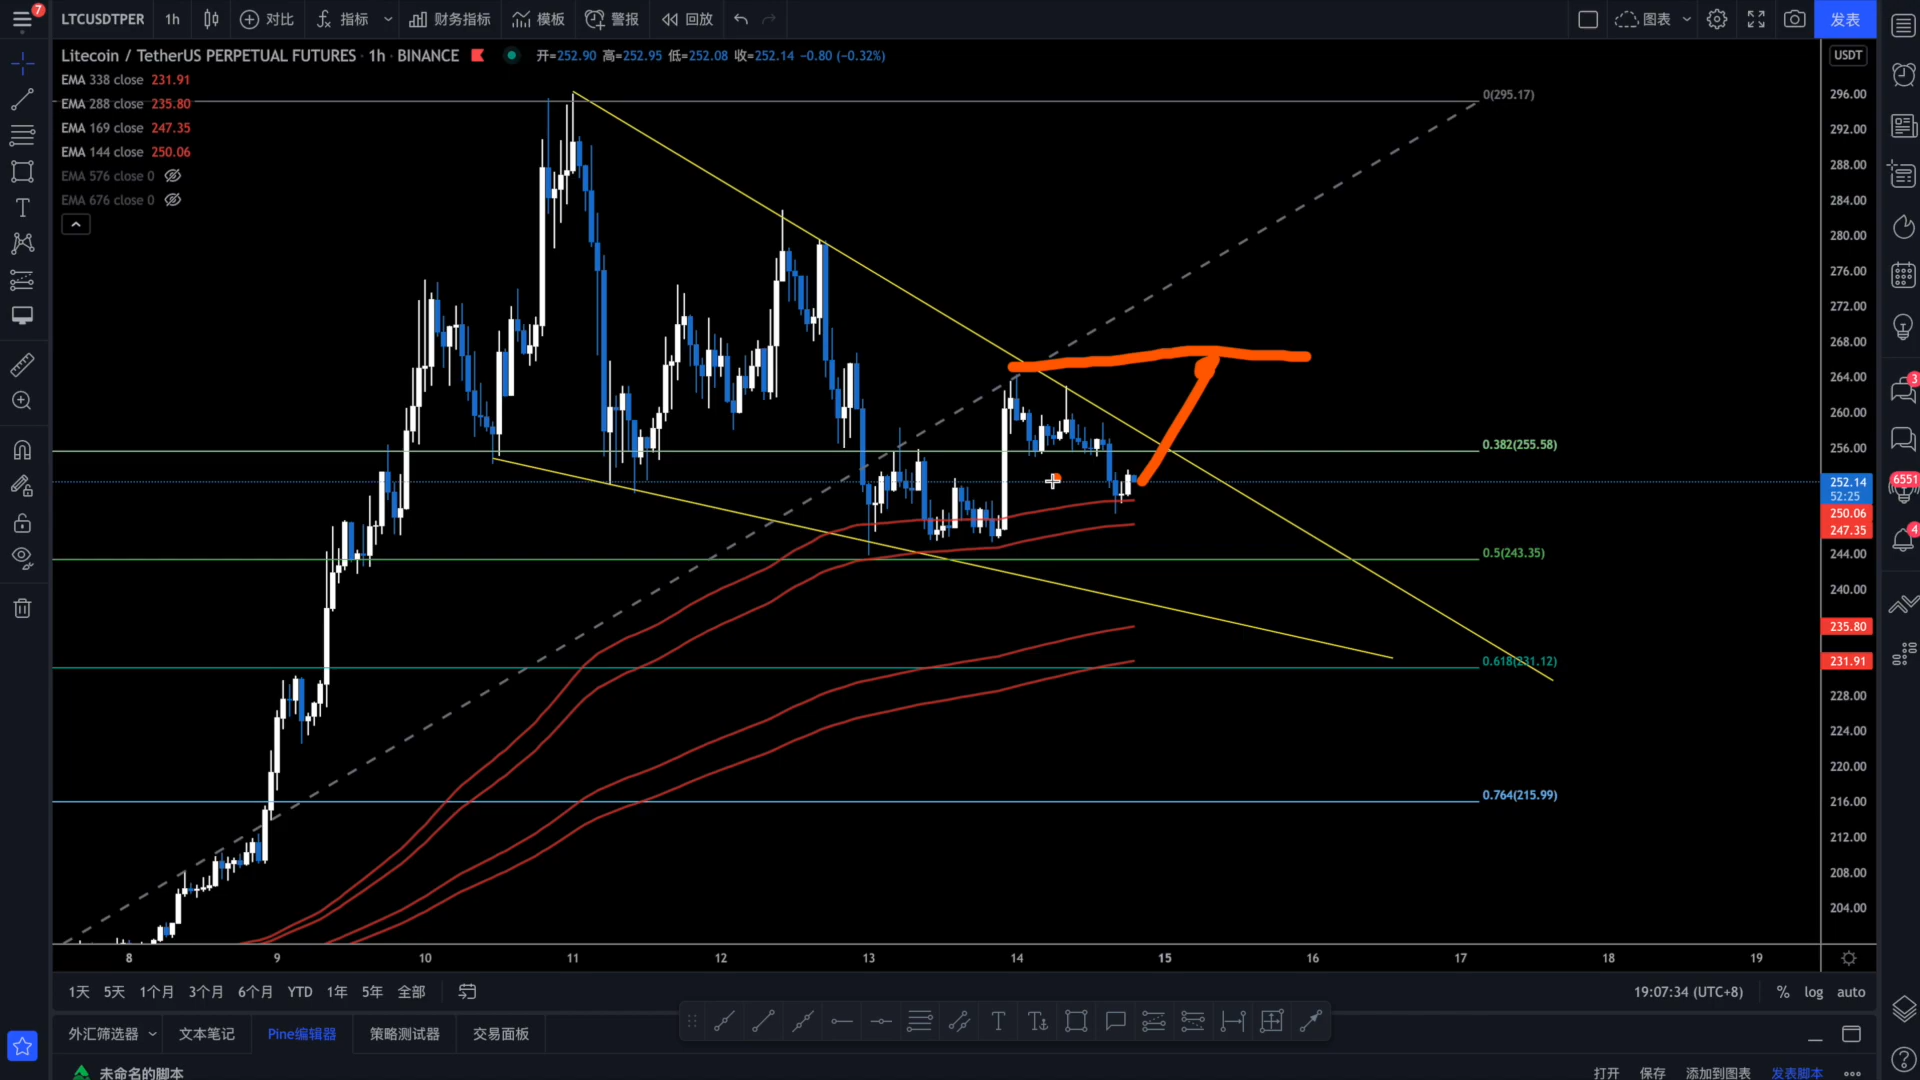 7
LTCUSDTPER 1h 对比 指标 财务指标 模板 警报 回放 图表 发表
Litecoin / TetherUS PERPETUAL FUTURES · 1h · BINANCE 开=252.90 高=252.95 低=252.08 收=252.14 −0.80 (−0.32%)
USDT
EMA 338 close 231.91
EMA 288 close 235.80
EMA 169 close 247.35
EMA 144 close 250.06
EMA 576 close 0
EMA 676 close 0
0(295.17)
0.382(255.58)
0.5(243.35)
0.618(231.12)
0.764(215.99)
296.00
292.00
288.00
284.00
280.00
276.00
272.00
268.00
264.00
260.00
256.00
252.14
52:25
250.06
247.35
244.00
240.00
235.80
231.91
228.00
224.00
220.00
216.00
212.00
208.00
204.00
3
6551
4
8 9 10 11 12 13 14 15 16 17 18 19
1天 5天 1个月 3个月 6个月 YTD 1年 5年 全部 19:07:34 (UTC+8) % log auto
外汇筛选器 文本笔记 Pine编辑器 策略测试器 交易面板
未命名的脚本 打开 保存 添加到图表 发表脚本